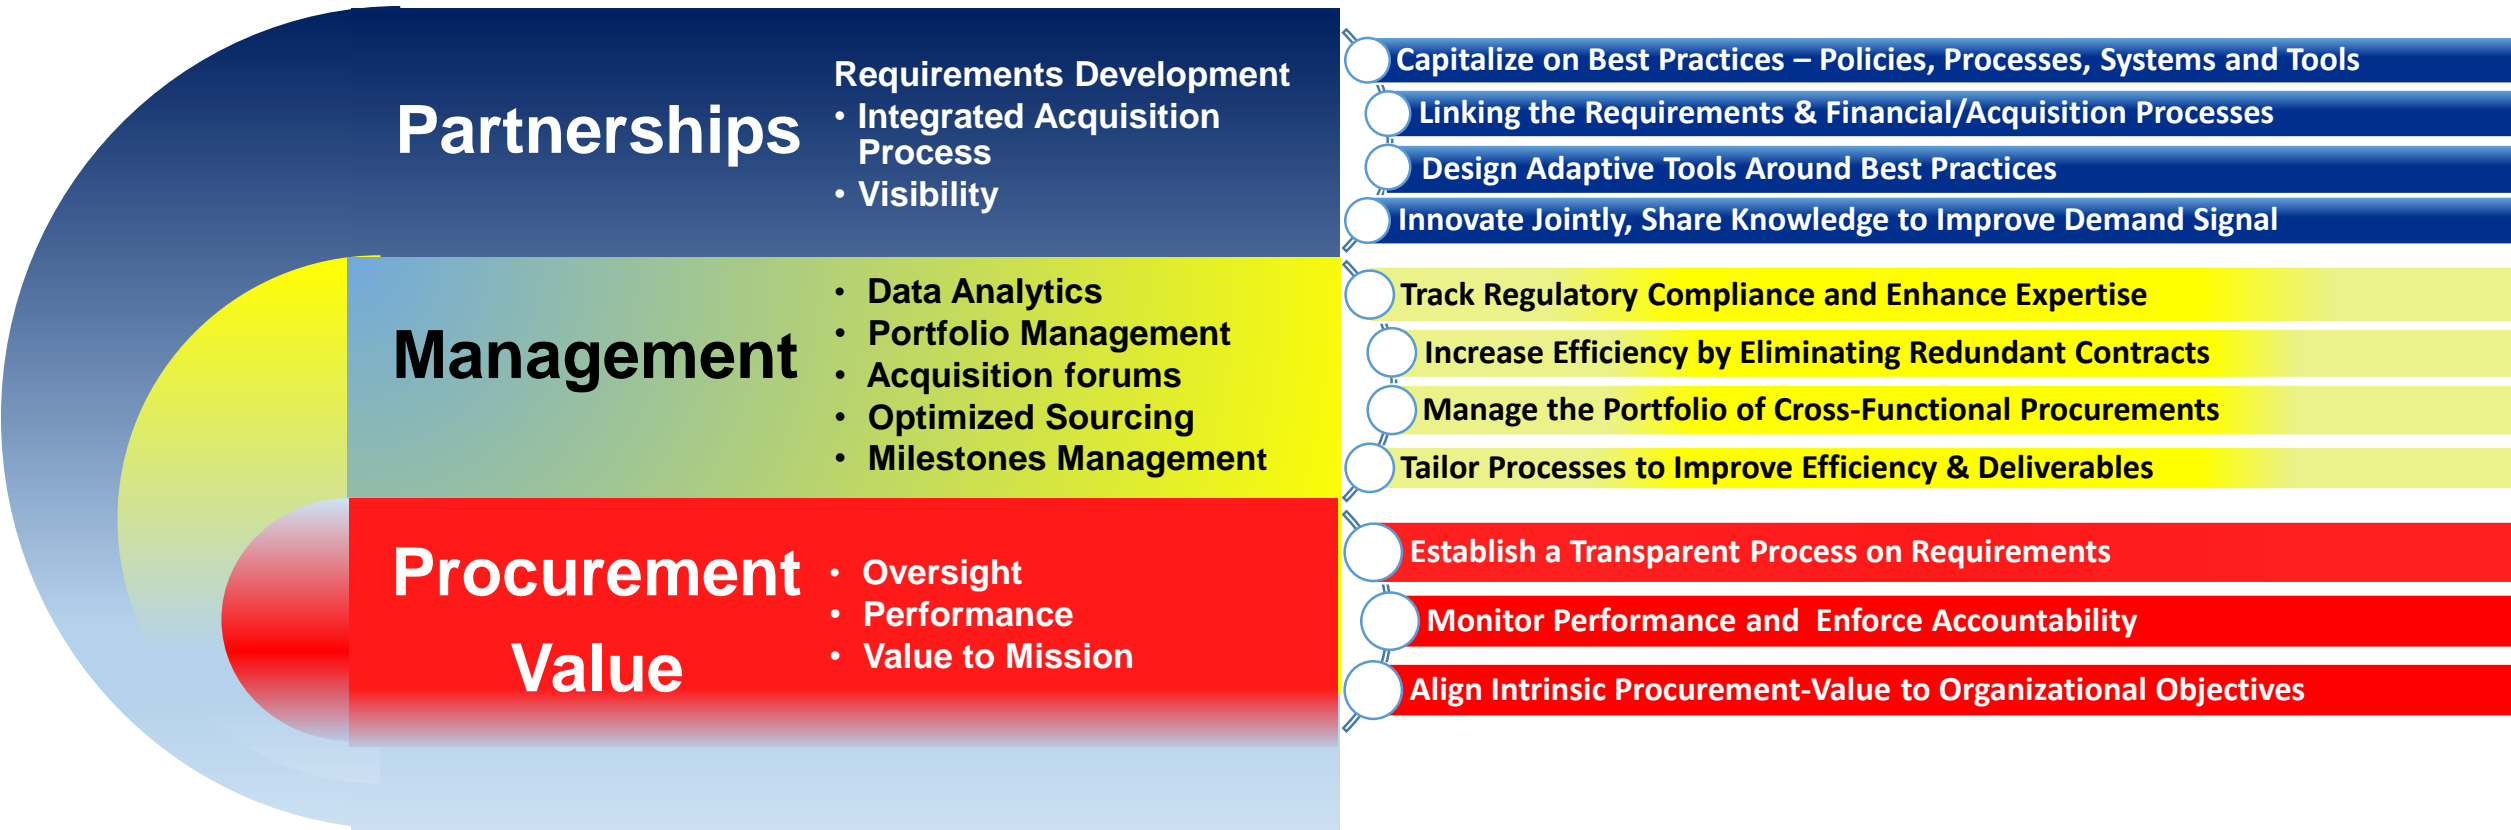 Partnerships
Requirements Development
• Integrated Acquisition
Process
• Visibility
Capitalize on Best Practices – Policies, Processes, Systems and Tools
Linking the Requirements & Financial/Acquisition Processes
Design Adaptive Tools Around Best Practices
Innovate Jointly, Share Knowledge to Improve Demand Signal
Management
• Data Analytics
• Portfolio Management
• Acquisition forums
• Optimized Sourcing
• Milestones Management
Track Regulatory Compliance and Enhance Expertise
Increase Efficiency by Eliminating Redundant Contracts
Manage the Portfolio of Cross-Functional Procurements
Tailor Processes to Improve Efficiency & Deliverables
Procurement
Value
• Oversight
• Performance
• Value to Mission
Establish a Transparent Process on Requirements
Monitor Performance and  Enforce Accountability
Align Intrinsic Procurement-Value to Organizational Objectives